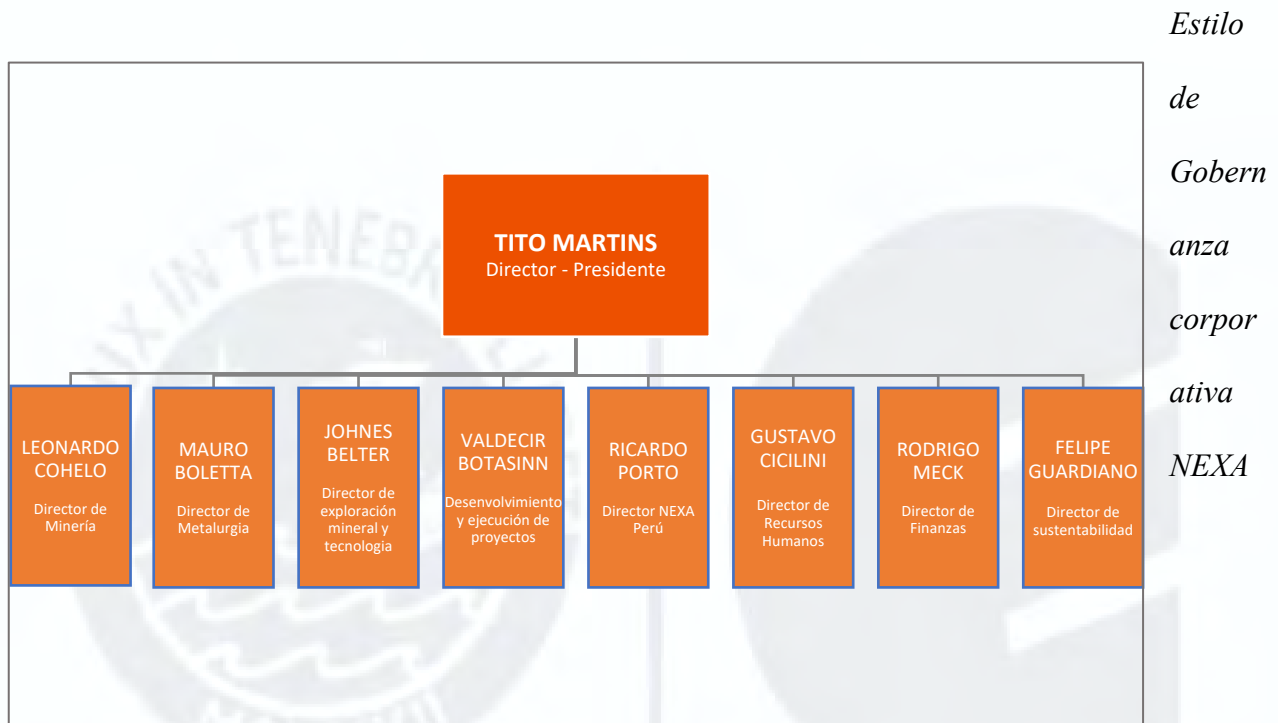 Estilo
de
Gobern
anza
corpor
ativa
NEXA
TITO MARTINS
Director - Presidente
LEONARDO
COHELO
Director de
Minería
MAURO
BOLETTA
Director de
Metalurgia
JOHNES
BELTER
Director de
exploración
mineral y
tecnologia
VALDECIR
BOTASINN
Desenvolvimiento
y ejecución de
proyectos
RICARDO
PORTO
Director NEXA
Perú
GUSTAVO
CICILINI
Director de
Recursos
Humanos
RODRIGO
MECK
Director de
Finanzas
FELIPE
GUARDIANO
Director de
sustentabilidad